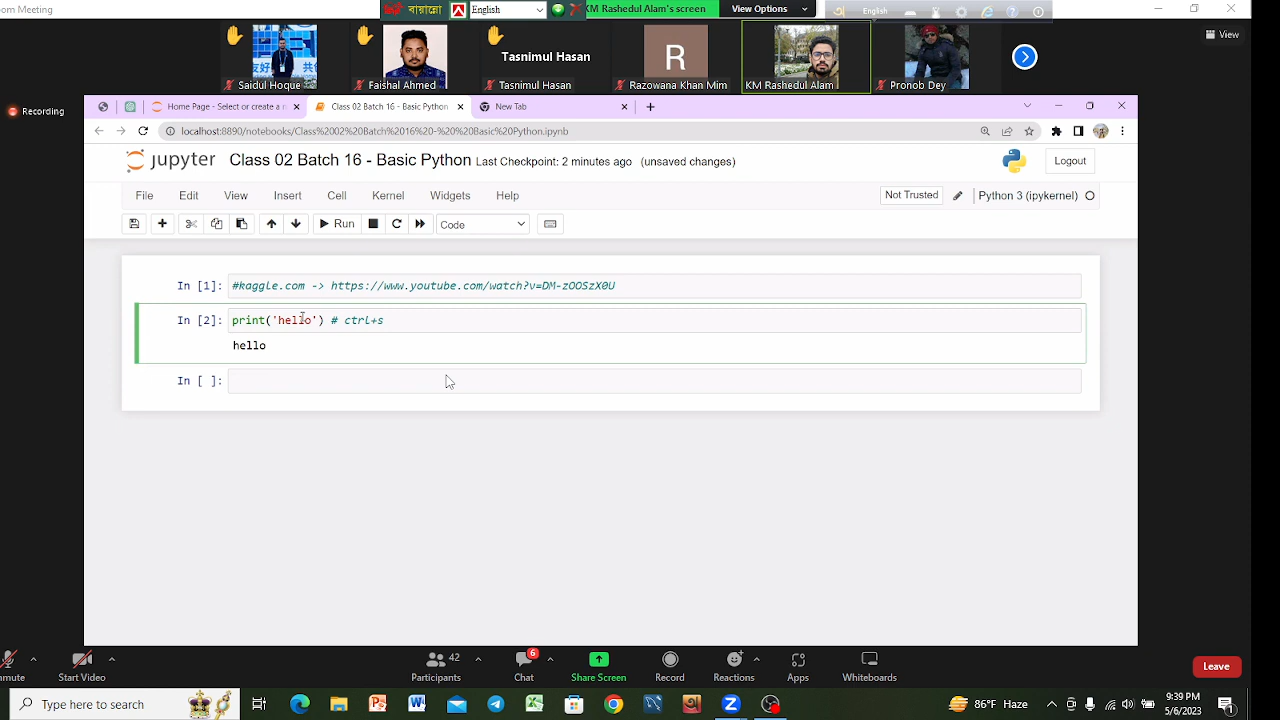 oom Meeting
বায়ান্নো
English
KM Rashedul Alam's screen
View Options
English
View
Tasnimul Hasan
R
Saidul Hoque
Faishal Ahmed
Tasnimul Hasan
Razowana Khan Mim
KM Rashedul Alam
Pronob Dey
Recording
Home Page - Select or create a n
Class 02 Batch 16 - Basic Python
New Tab
localhost:8890/notebooks/Class%2002%20Batch%2016%20-%20%20Basic%20Python.ipynb
jupyter
Class 02 Batch 16 - Basic Python
Last Checkpoint: 2 minutes ago
(unsaved changes)
Logout
File
Edit
View
Insert
Cell
Kernel
Widgets
Help
Not Trusted
Python 3 (ipykernel)
Run
Code
In [1]:
#kaggle.com -> https://www.youtube.com/watch?v=DM-zOOSzX0U
In [2]:
print('hello') # ctrl+s
hello
In [ ]:
nmute
Start Video
Participants
42
Chat
6
Share Screen
Record
Reactions
Apps
Whiteboards
Leave
Type here to search
86°F Haze
9:39 PM
5/6/2023
1